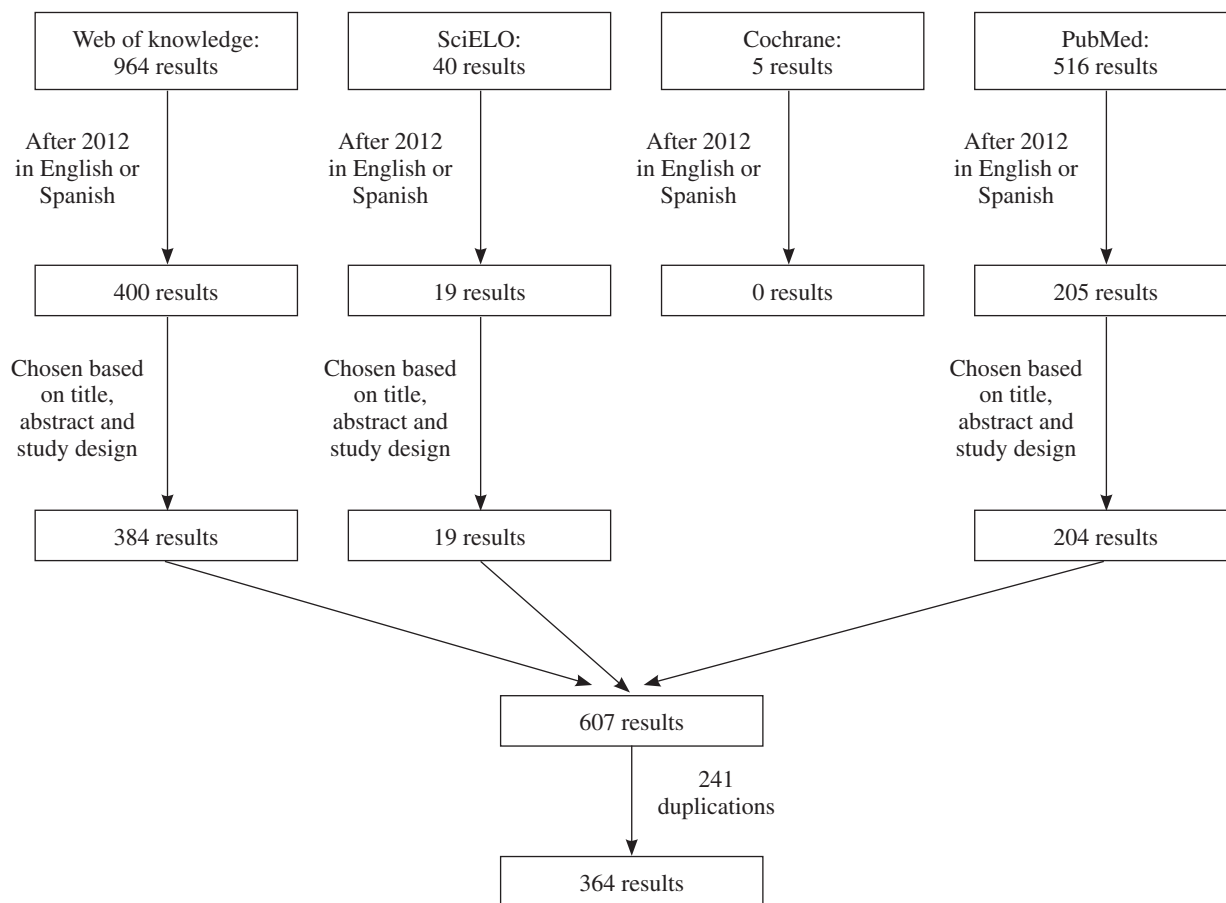 Web of knowledge:
964 results
SciELO:
40 results
Cochrane:
5 results
PubMed:
516 results
After 2012
in English or
Spanish
After 2012
in English or
Spanish
After 2012
in English or
Spanish
After 2012
in English or
Spanish
400 results
19 results
0 results
205 results
Chosen based
on title,
abstract and
study design
Chosen based
on title,
abstract and
study design
Chosen based
on title,
abstract and
study design
384 results
19 results
204 results
607 results
241
duplications
364 results